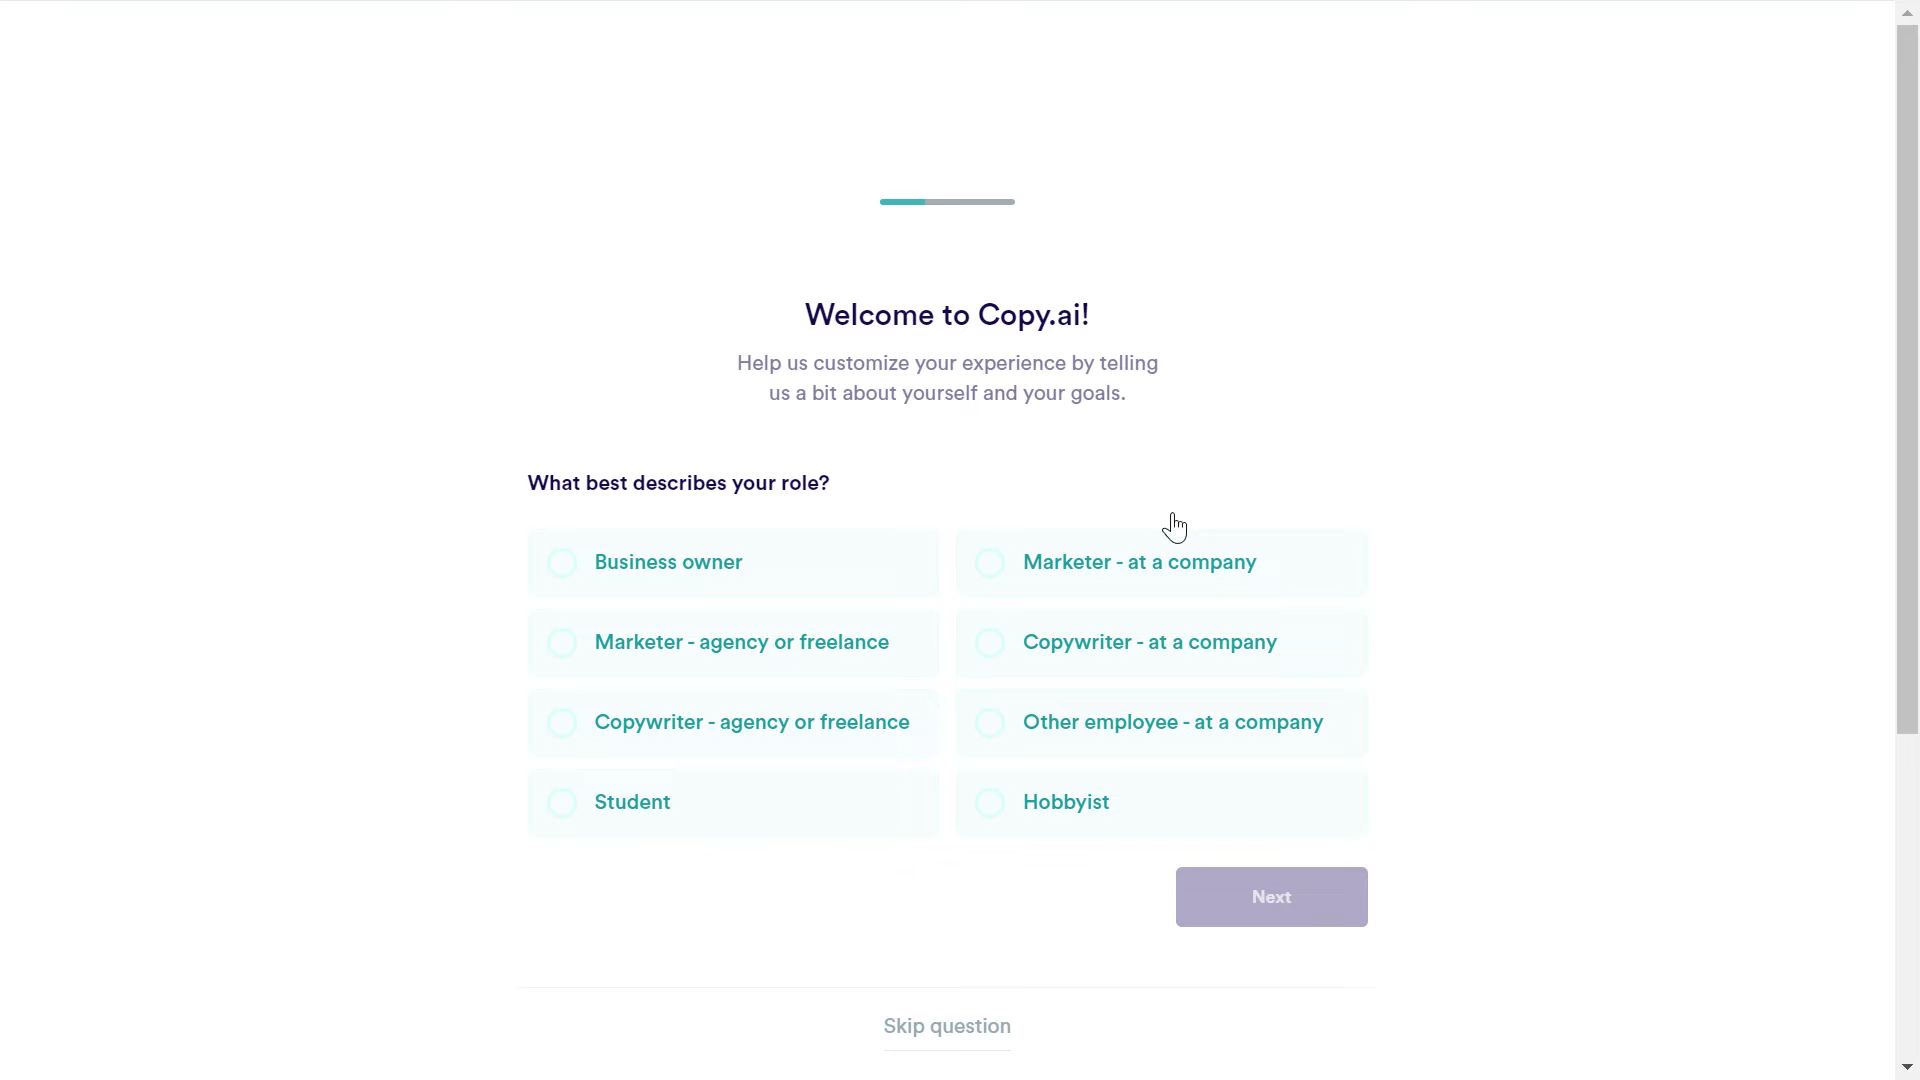 Welcome to Copy.ai!
Help us customize your experience by telling
us a bit about yourself and your goals.
What best describes your role?
Business owner
Marketer - at a company
Marketer - agency or freelance
Copywriter - at a company
Copywriter - agency or freelance
Other employee - at a company
Student
Hobbyist
Next
Skip question